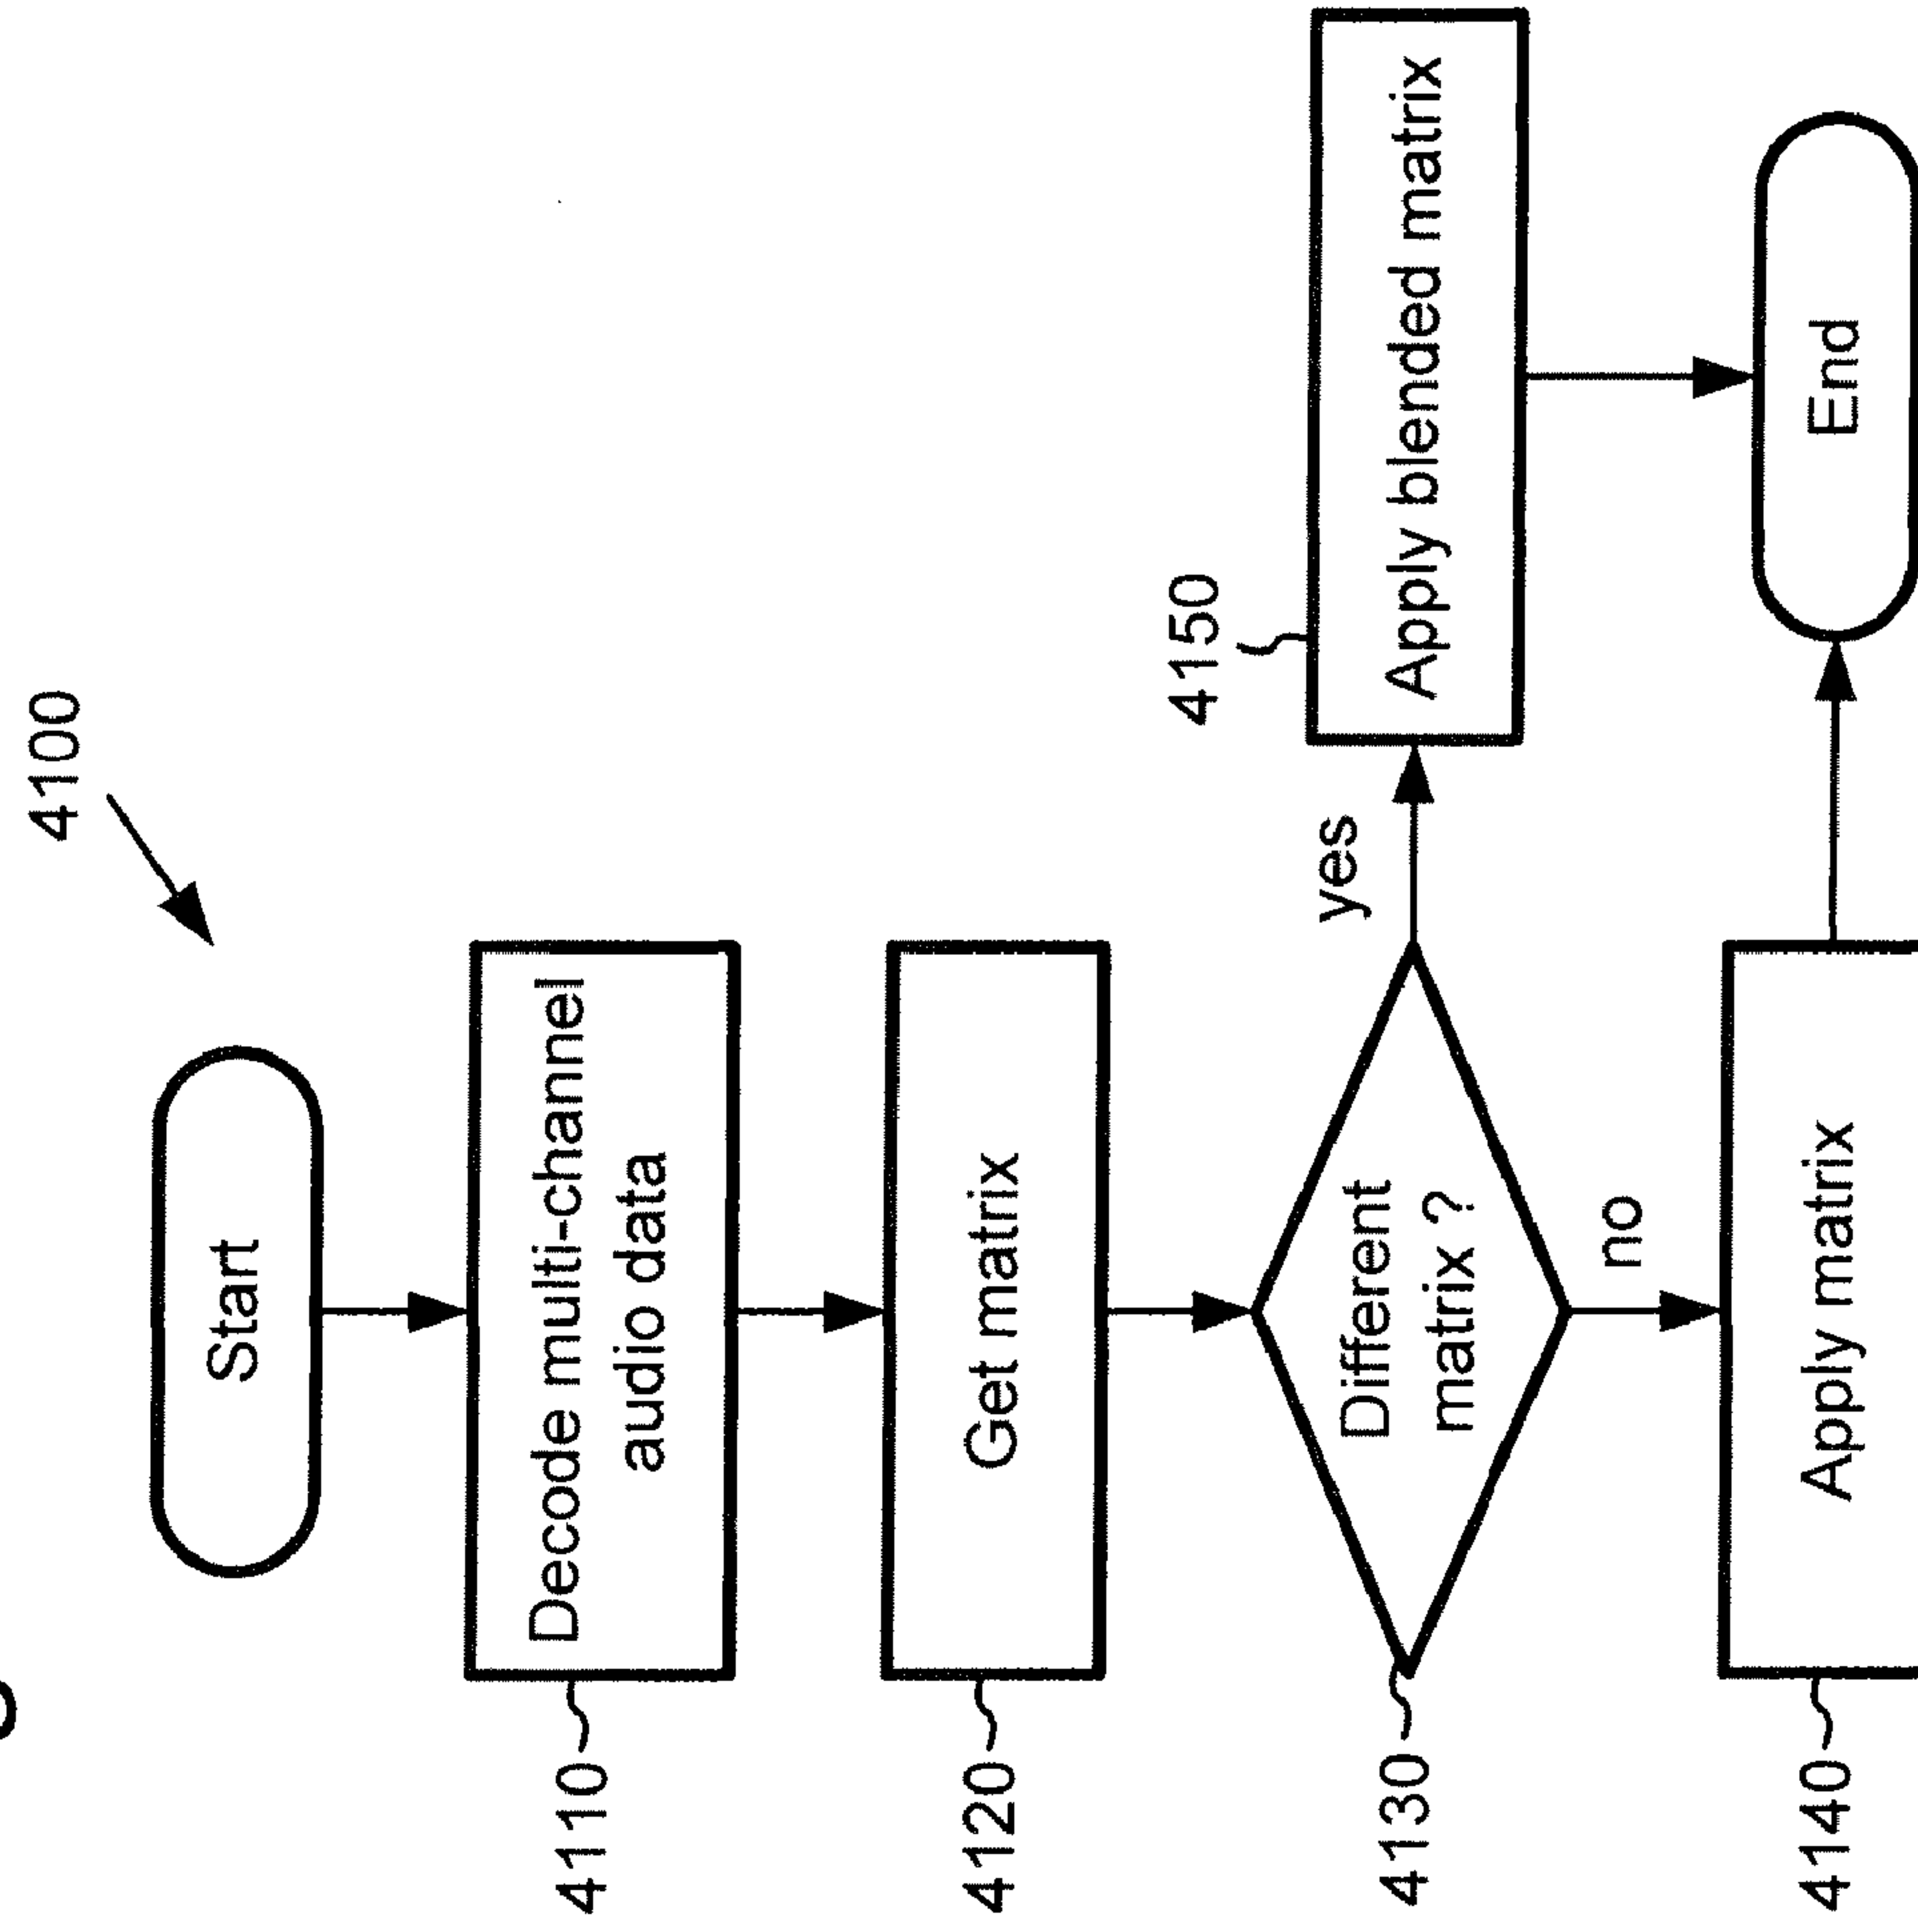 4100
Start
4110
Decode multi-channel
audio data
4120
Get matrix
4130
Different
matrix ?
yes
4150
Apply blended matrix
no
4140
Apply matrix
End